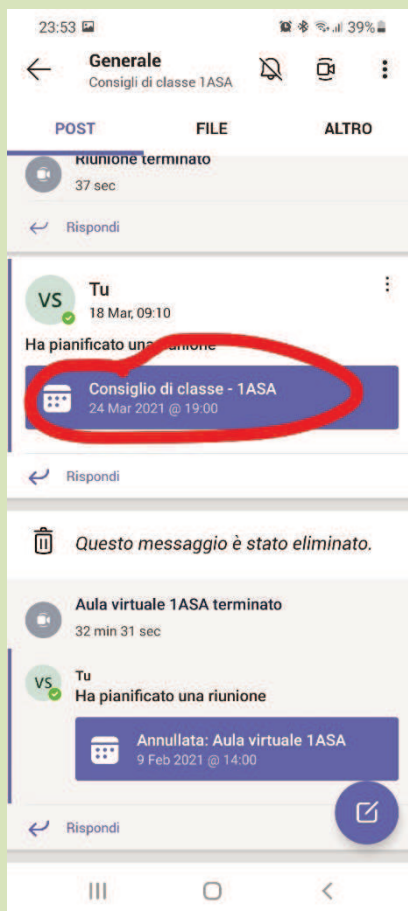 23:53 39%
Generale
Consigli di classe 1ASA
POST FILE ALTRO
Riunione terminato
37 sec
Rispondi
VS Tu
18 Mar, 09:10
Ha pianificato una riunione
Consiglio di classe - 1ASA
24 Mar 2021 @ 19:00
Rispondi
Questo messaggio è stato eliminato.
Aula virtuale 1ASA terminato
32 min 31 sec
VS Tu
Ha pianificato una riunione
Annullata: Aula virtuale 1ASA
9 Feb 2021 @ 14:00
Rispondi